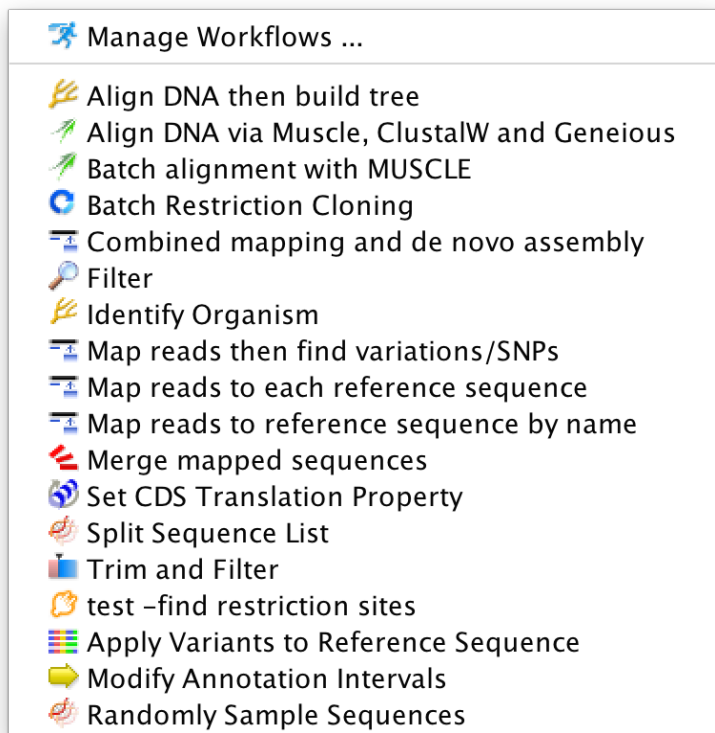 Manage Workflows ...
Align DNA then build tree
Align DNA via Muscle, ClustalW and Geneious
Batch alignment with MUSCLE
Batch Restriction Cloning
Combined mapping and de novo assembly
Filter
Identify Organism
Map reads then find variations/SNPs
Map reads to each reference sequence
Map reads to reference sequence by name
Merge mapped sequences
Set CDS Translation Property
Split Sequence List
Trim and Filter
test –find restriction sites
Apply Variants to Reference Sequence
Modify Annotation Intervals
Randomly Sample Sequences